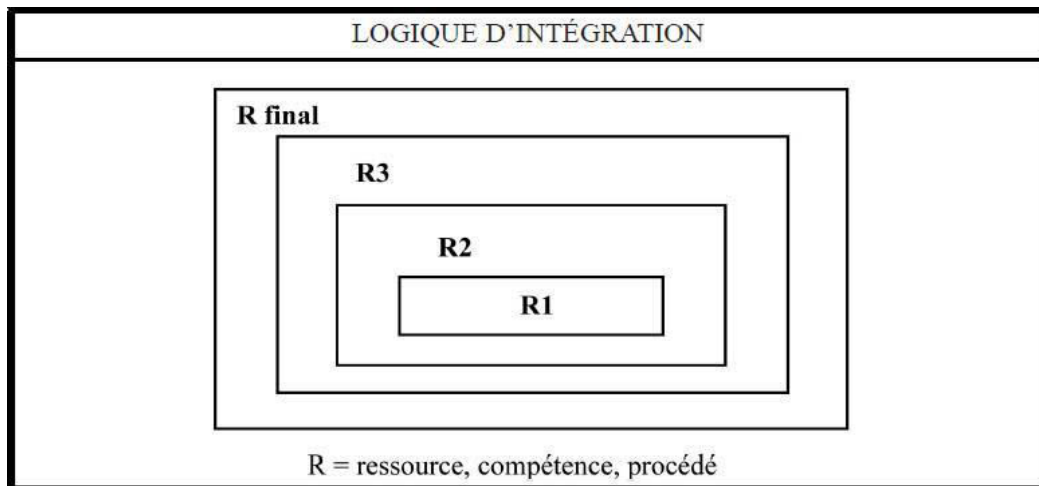 LOGIQUE D’INTÉGRATION
R final
R3
R2
R1
R = ressource, compétence, procédé